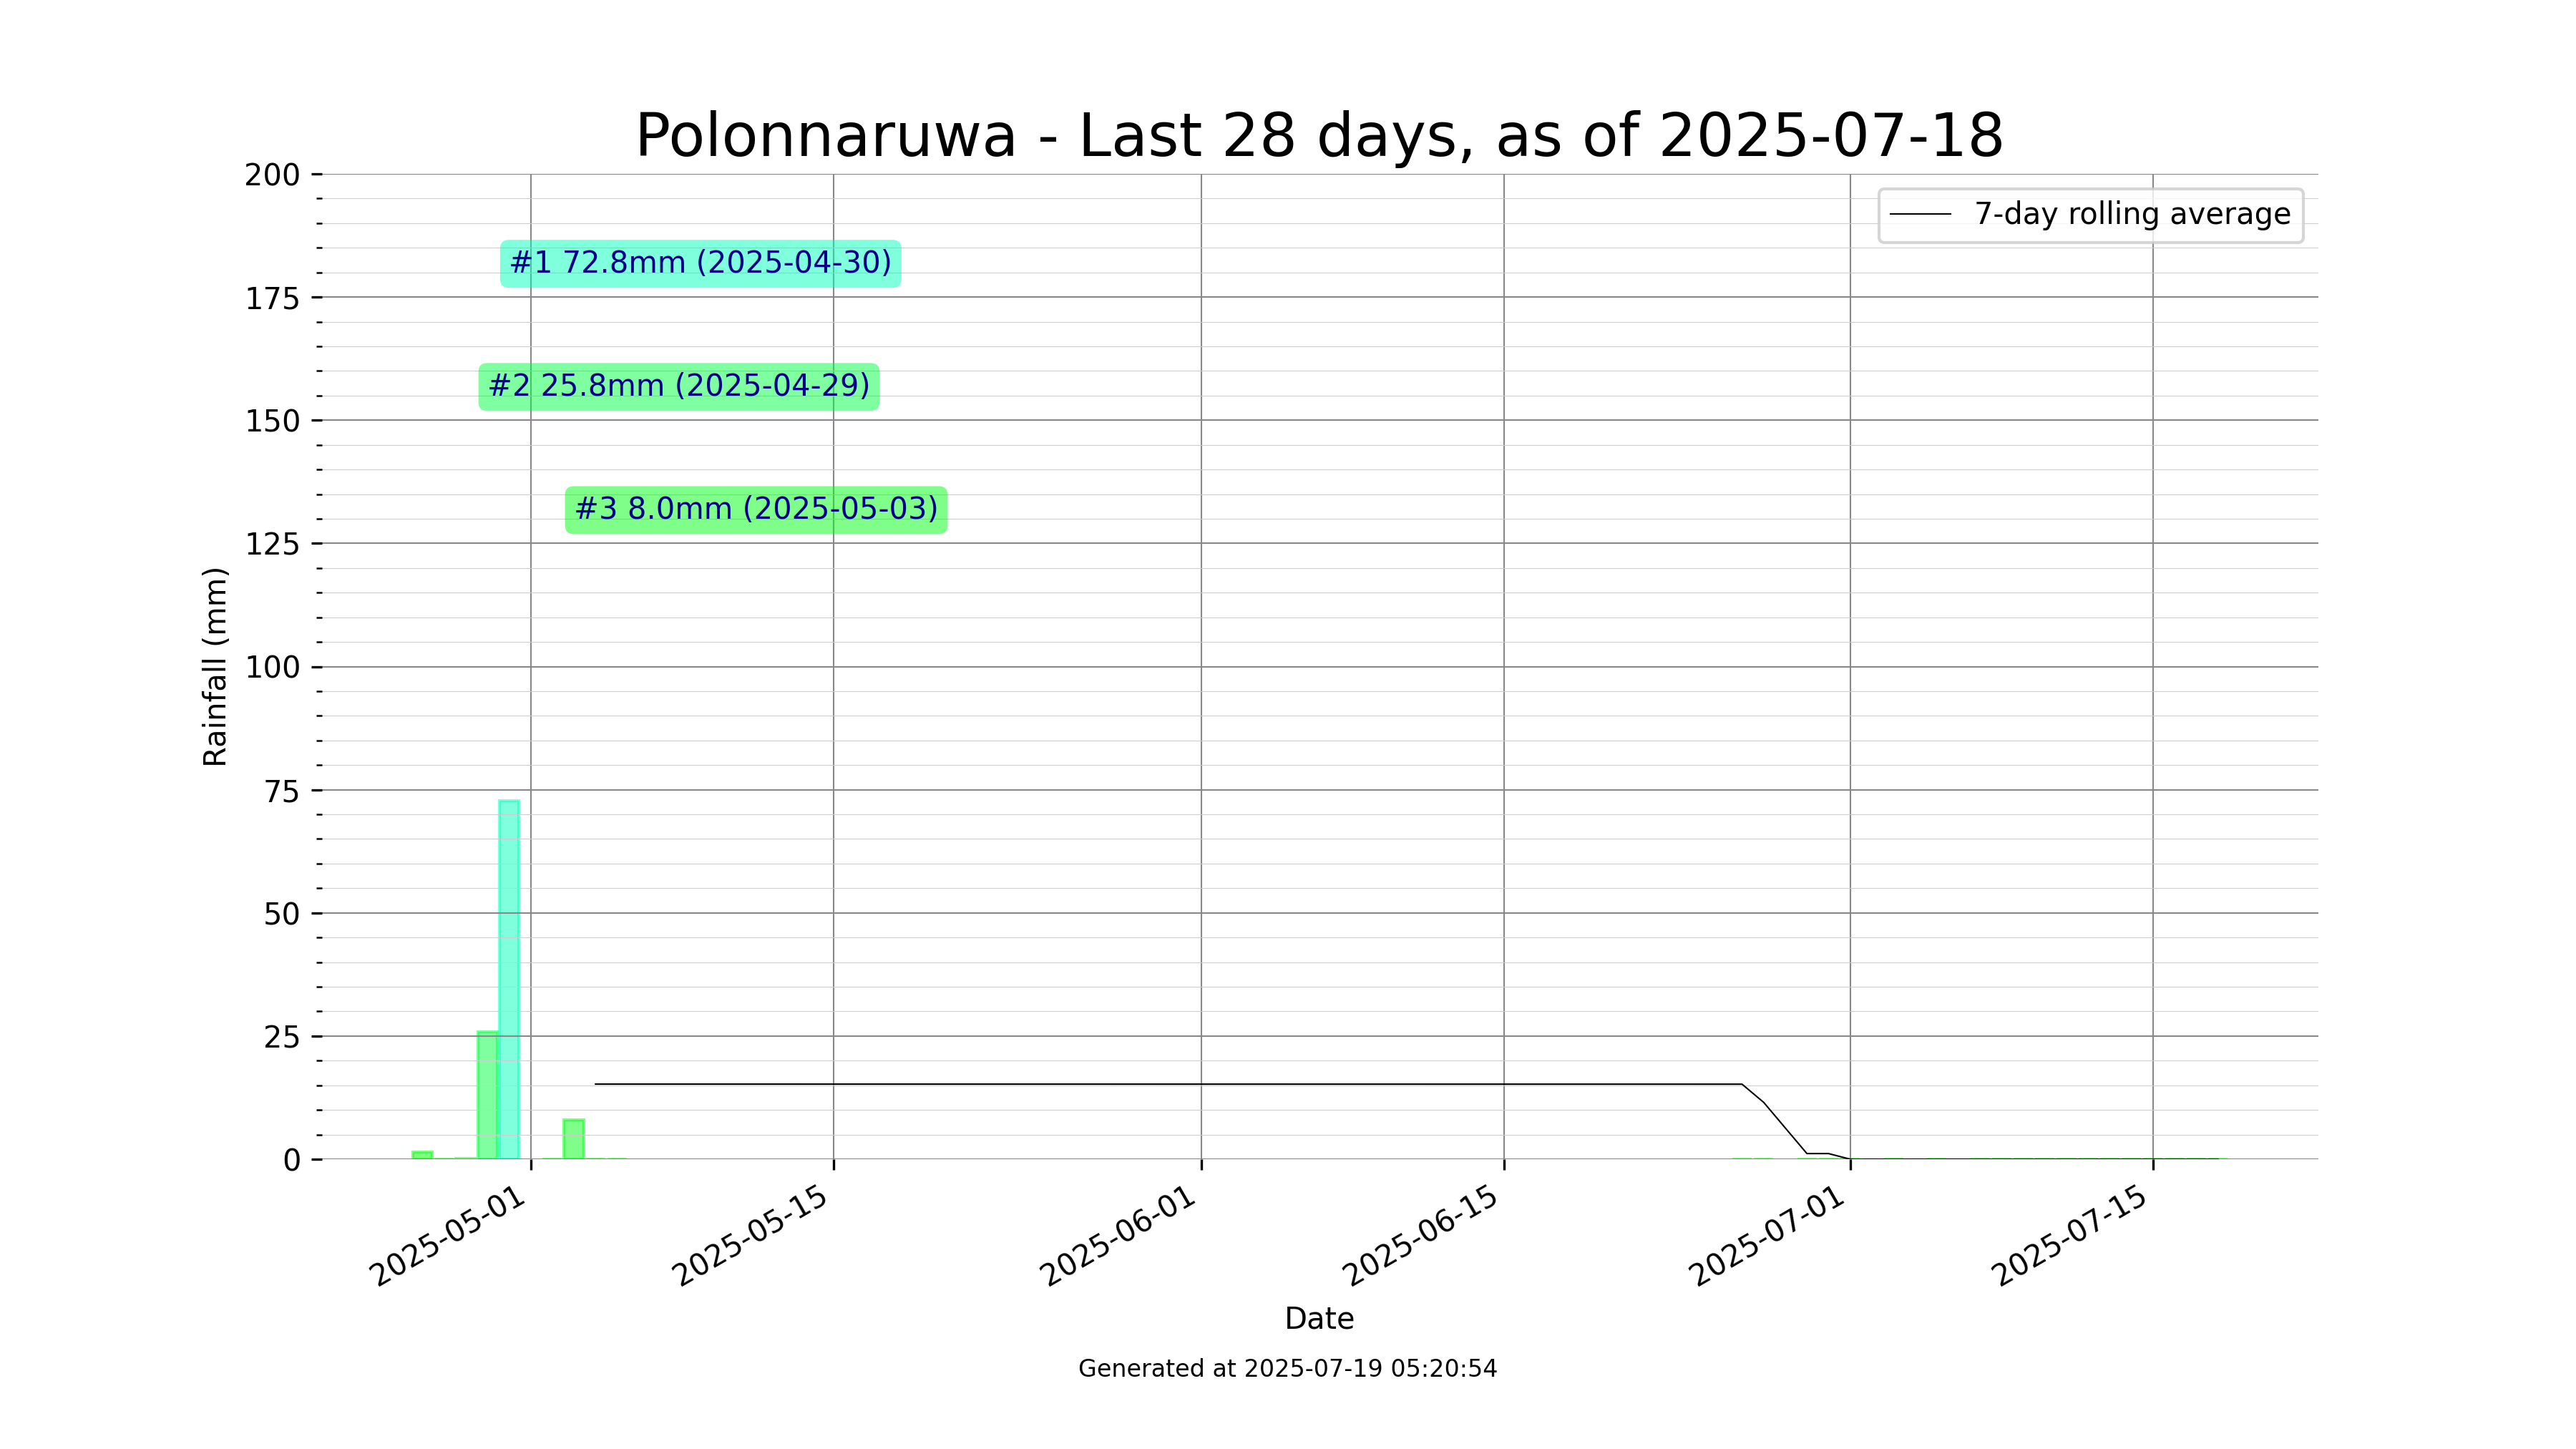 Polonnaruwa - Last 28 days, as of 2025-07-18
7-day rolling average
#1 72.8mm (2025-04-30)
#2 25.8mm (2025-04-29)
#3 8.0mm (2025-05-03)
Rainfall (mm)
200
175
150
125
100
75
50
25
0
2025-05-01
2025-05-15
2025-06-01
2025-06-15
2025-07-01
2025-07-15
Date
Generated at 2025-07-19 05:20:54